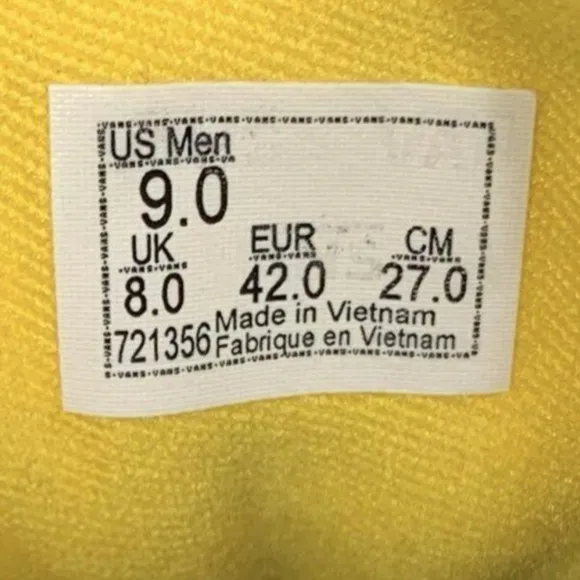 US Men
9.0
UK EUR CM
8.0 42.0 27.0
721356 Made in Vietnam
Fabrique en Vietnam